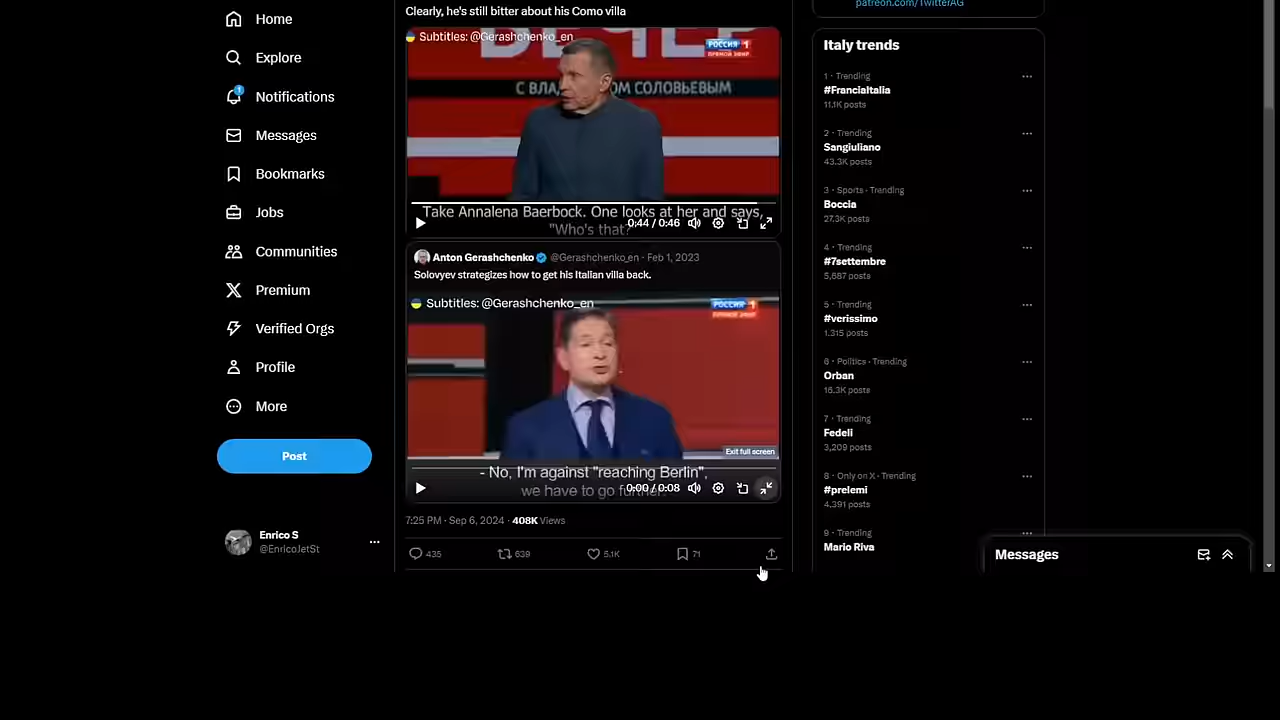 Home
Explore
1
Notifications
Messages
Bookmarks
Jobs
Communities
Premium
Verified Orgs
Profile
More
Post
Enrico S
@EnricoJetSt
Clearly, he's still bitter about his Como villa
Subtitles: @Gerashchenko_en
ВЕЧЕР
РОССИЯ 1
ПРЯМОЙ ЭФИР
С ВЛАД ОМ СОЛОВЬЕВЫМ
Take Annalena Baerbock. One looks at her and says,
"Who's that?
0:44 / 0:46
Anton Gerashchenko @Gerashchenko_en · Feb 1, 2023
Solovyev strategizes how to get his Italian villa back.
Subtitles: @Gerashchenko_en
РОССИЯ 1
ПРЯМОЙ ЭФИР
Exit full screen
- No, I'm against "reaching Berlin",
we have to go further.
0:00 / 0:08
7:25 PM · Sep 6, 2024 · 408K Views
435 639 5.1K 71
patreon.com/TwitterAG
Italy trends
1 · Trending
#FranciaItalia
11.1K posts
2 · Trending
Sangiuliano
43.3K posts
3 · Sports · Trending
Boccia
27.3K posts
4 · Trending
#7settembre
5,687 posts
5 · Trending
#verissimo
1,315 posts
6 · Politics · Trending
Orban
16.3K posts
7 · Trending
Fedeli
3,209 posts
8 · Only on X · Trending
#prelemi
4,391 posts
9 · Trending
Mario Riva
Messages